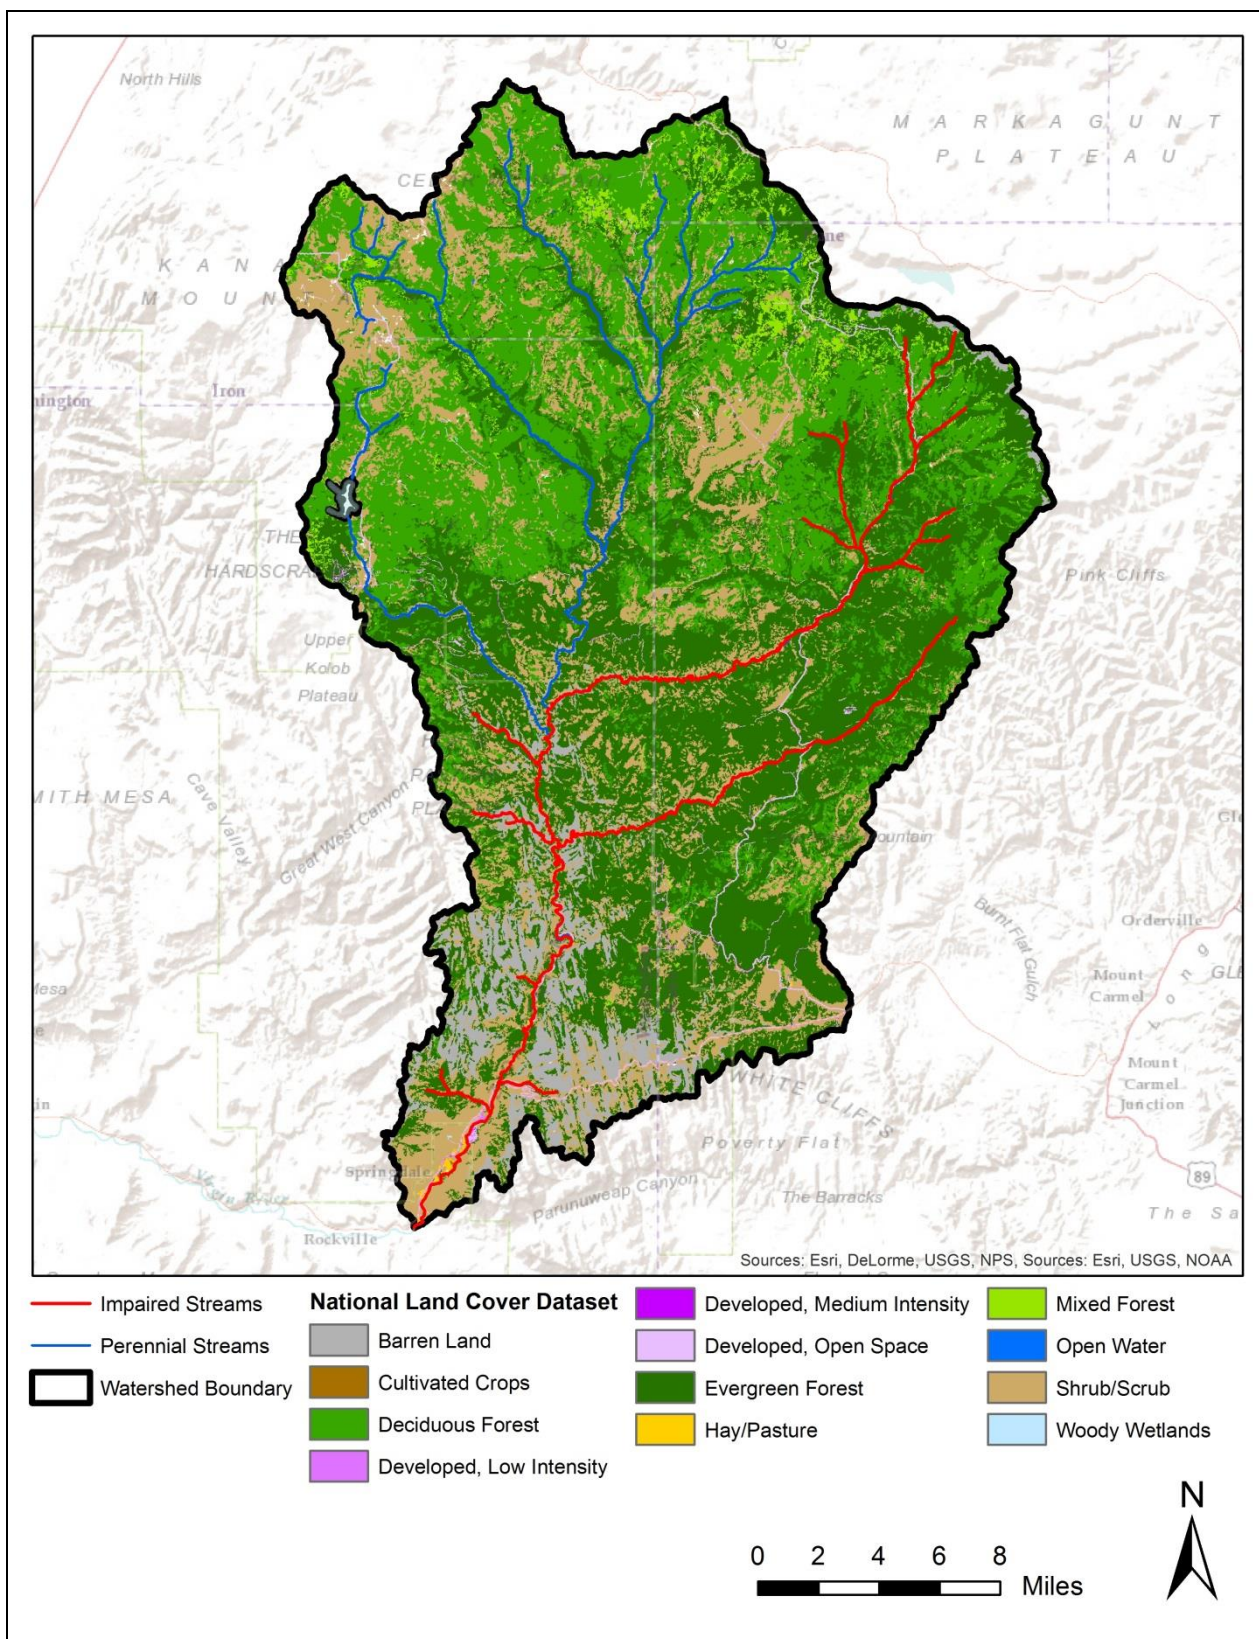 North Hills
M A R K A G U N T
P L A T E A U
K A N A
M O U N T A
Iron
THE
HARDSCRA
Pink Cliffs
Upper
Kolob
Plateau
MITH MESA
Cave Valley
Great West Canyon
Burnt Flat
Gulch
Orderville
Mount
Carmel
Long
Mount
Carmel
Junction
WHITE CLIFFS
Poverty Flat
Springdale
Virgin River
Parunuweap Canyon
The Barracks
89
Rockville
Sources: Esri, DeLorme, USGS, NPS, Sources: Esri, USGS, NOAA
Impaired Streams
Perennial Streams
Watershed Boundary
National Land Cover Dataset
Barren Land
Cultivated Crops
Deciduous Forest
Developed, Low Intensity
Developed, Medium Intensity
Developed, Open Space
Evergreen Forest
Hay/Pasture
Mixed Forest
Open Water
Shrub/Scrub
Woody Wetlands
N
0 2 4 6 8
Miles